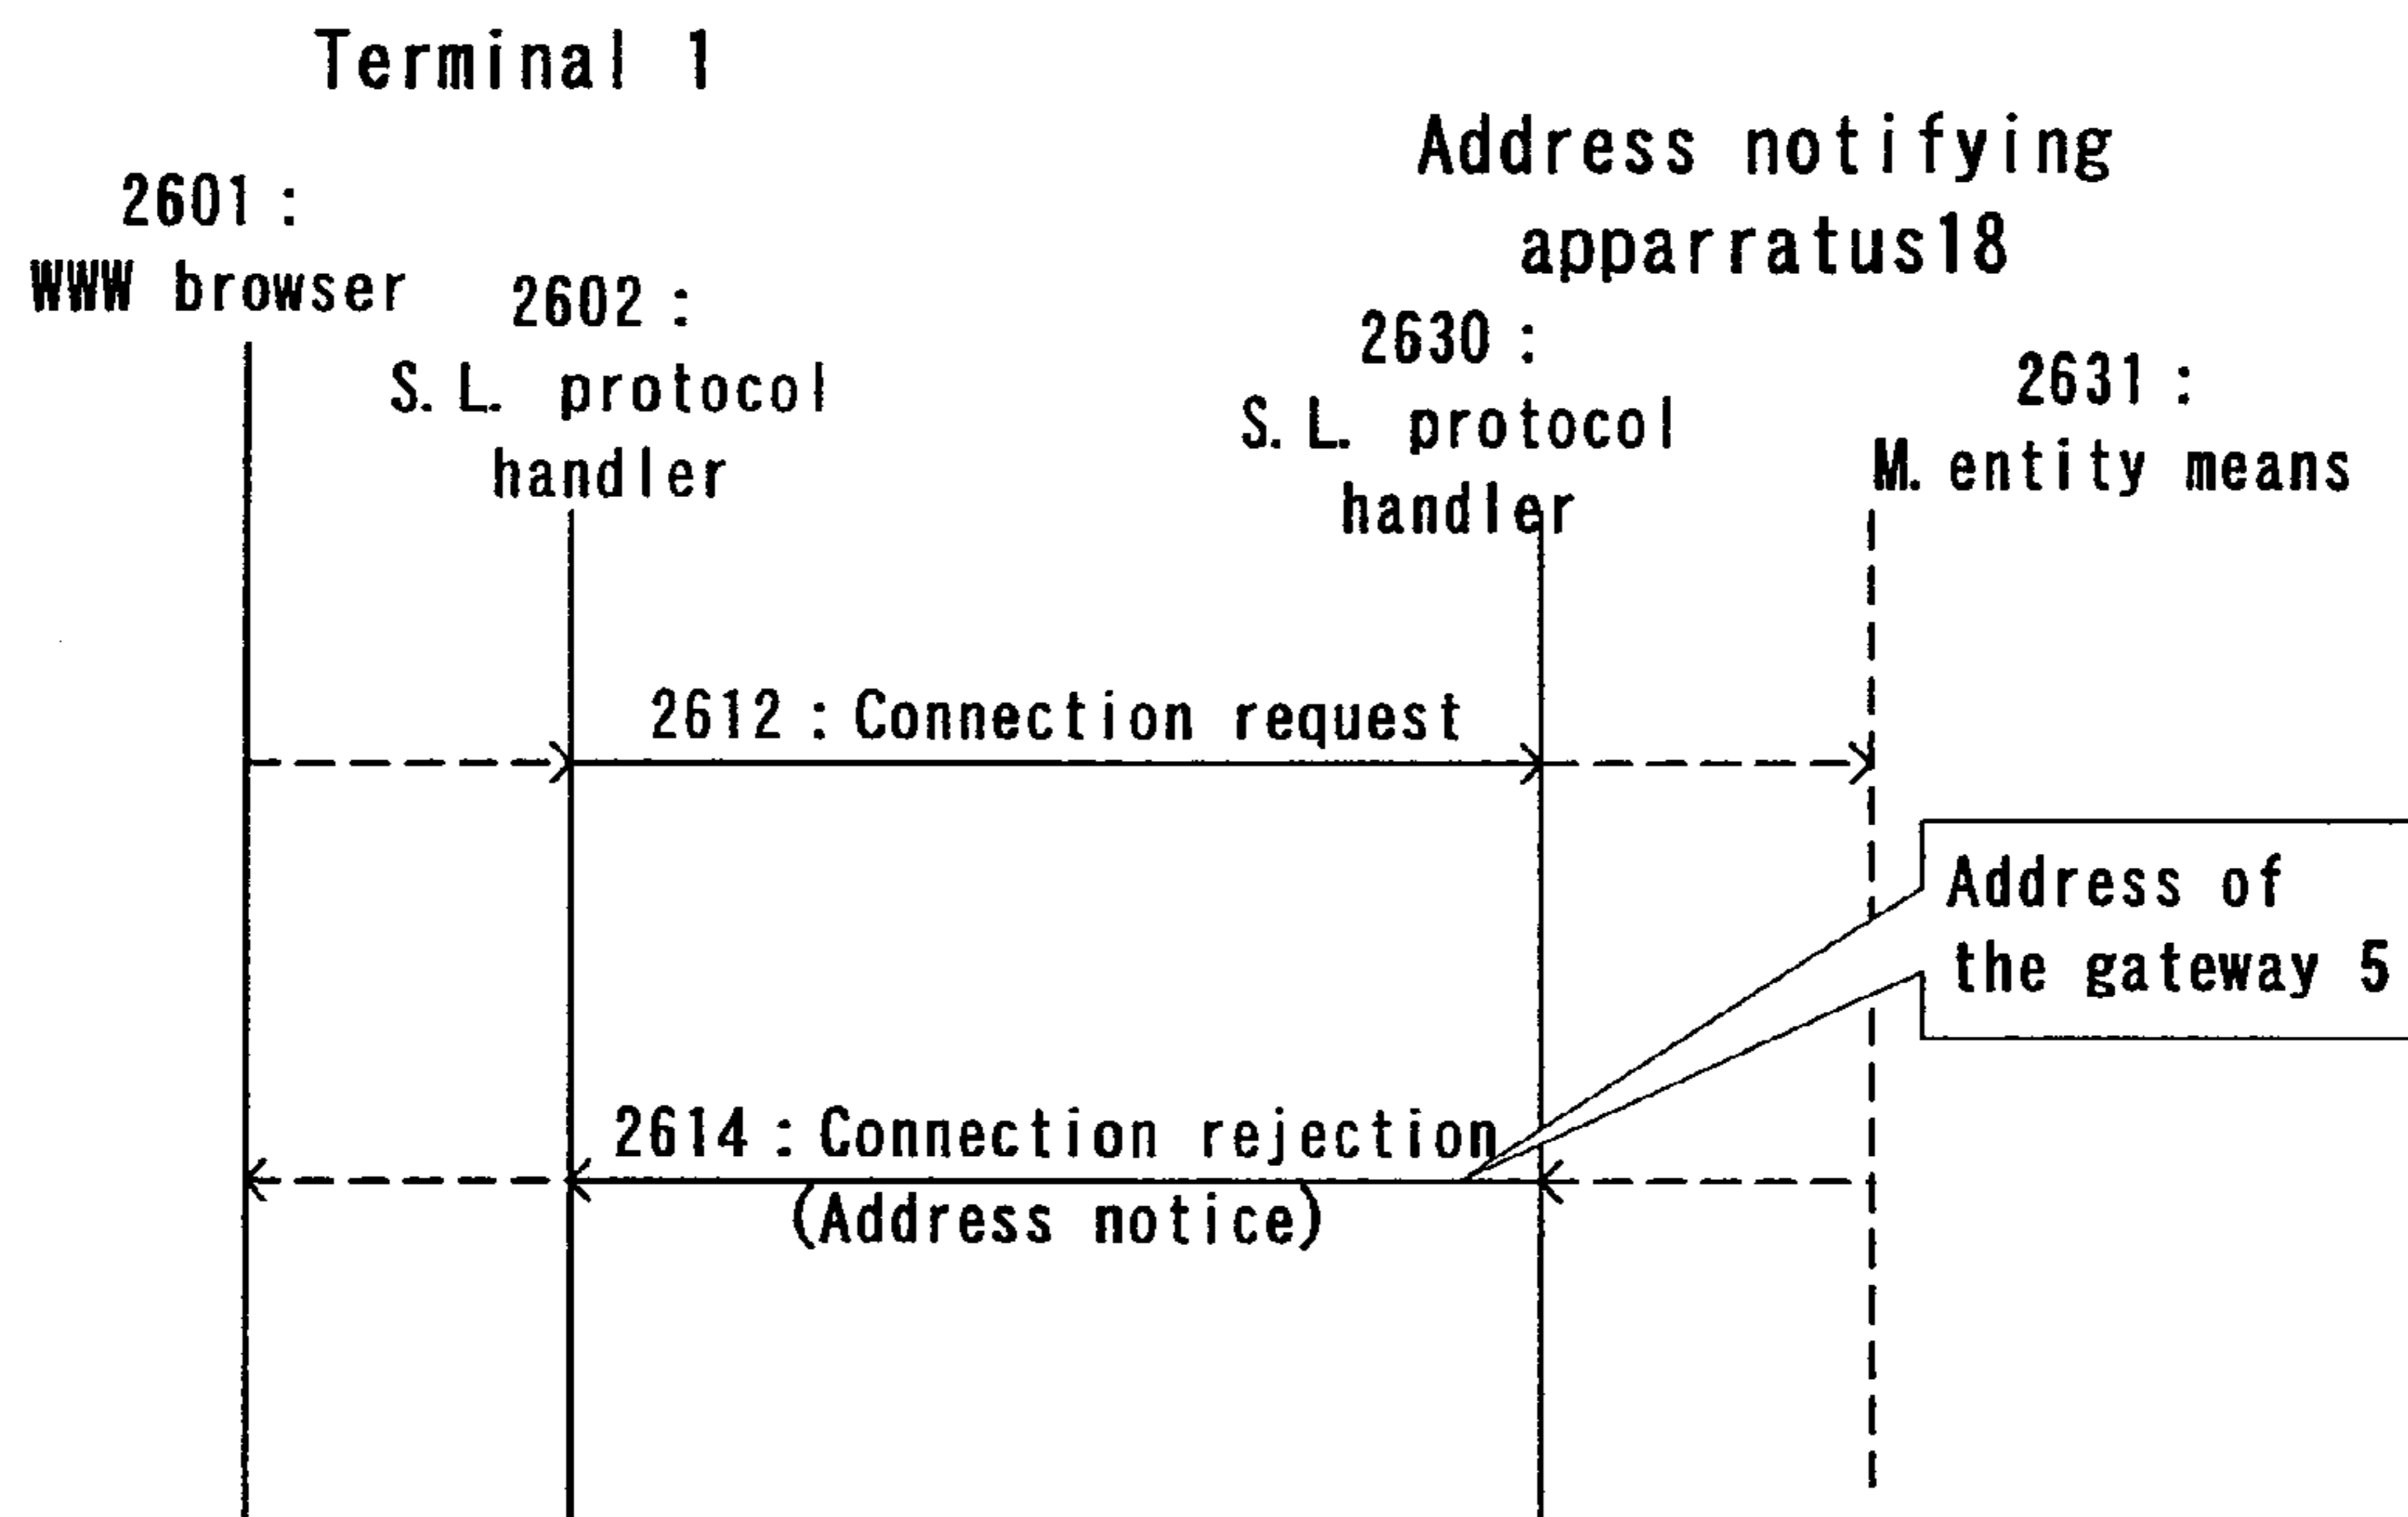 Terminal 1
Address notifying
apparratus18
2601 :
WWW browser
2602 :
S. L. protocol
handler
2630 :
S. L. protocol
handler
2631 :
M. entity means
2612 : Connection request
Address of
the gateway 5
2614 : Connection rejection
(Address notice)